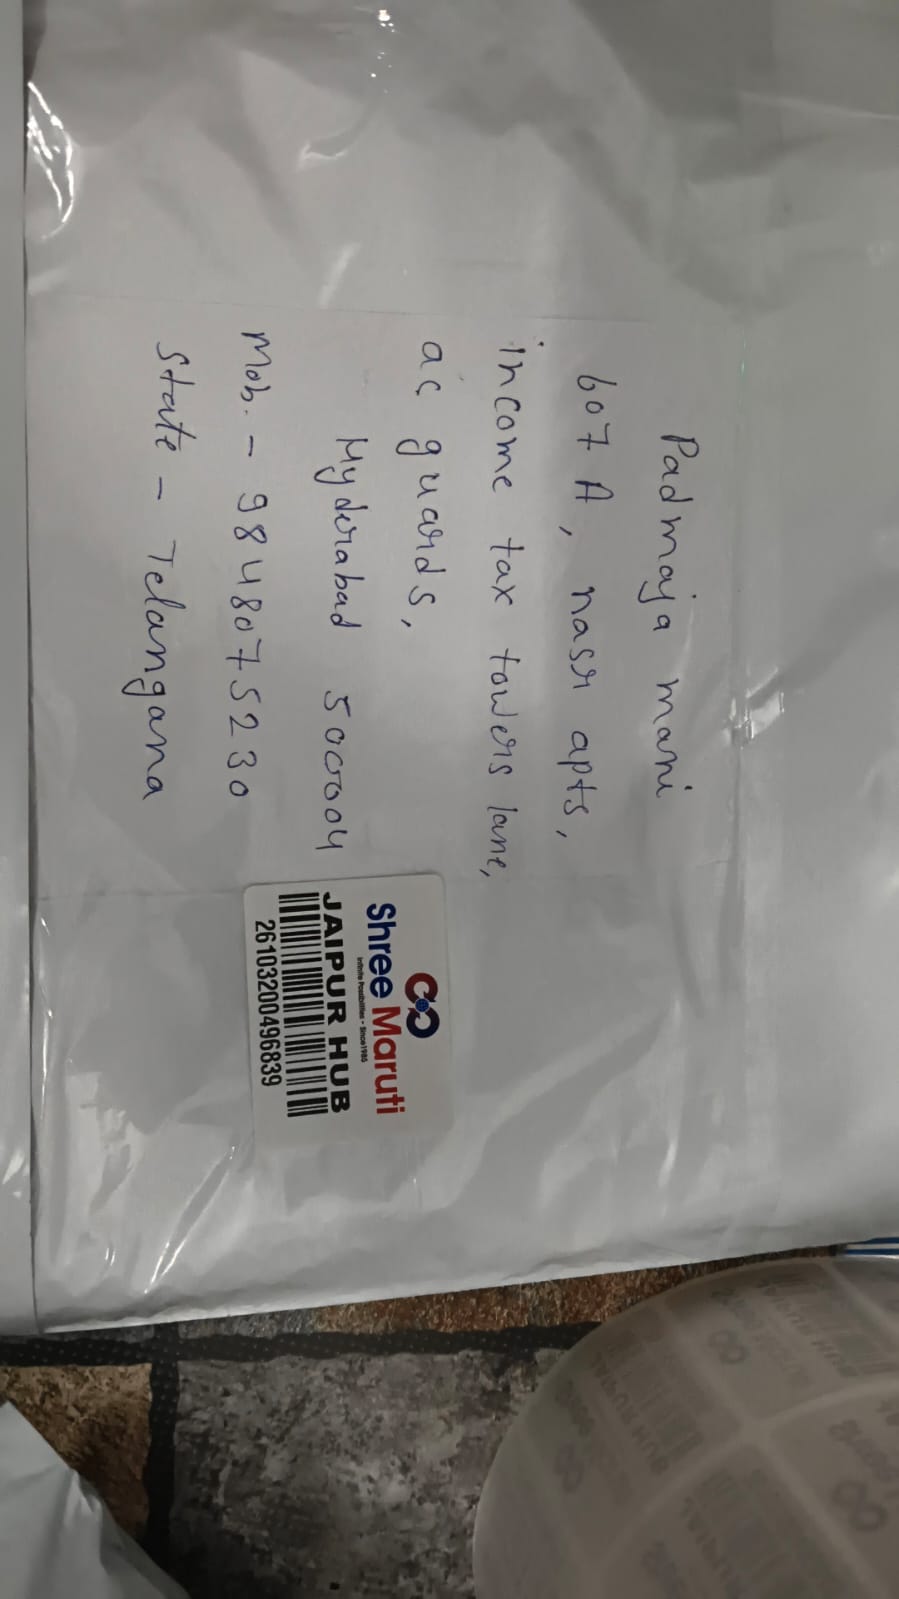 Padmaja mani
607 A, nasr apts,
income tax towers lane,
ac guards,
Hyderabad 500004
Mob. - 9848075230
State - Telangana
Shree Maruti
Infinite Possibilities - Since 1985
JAIPUR HUB
26103200496839